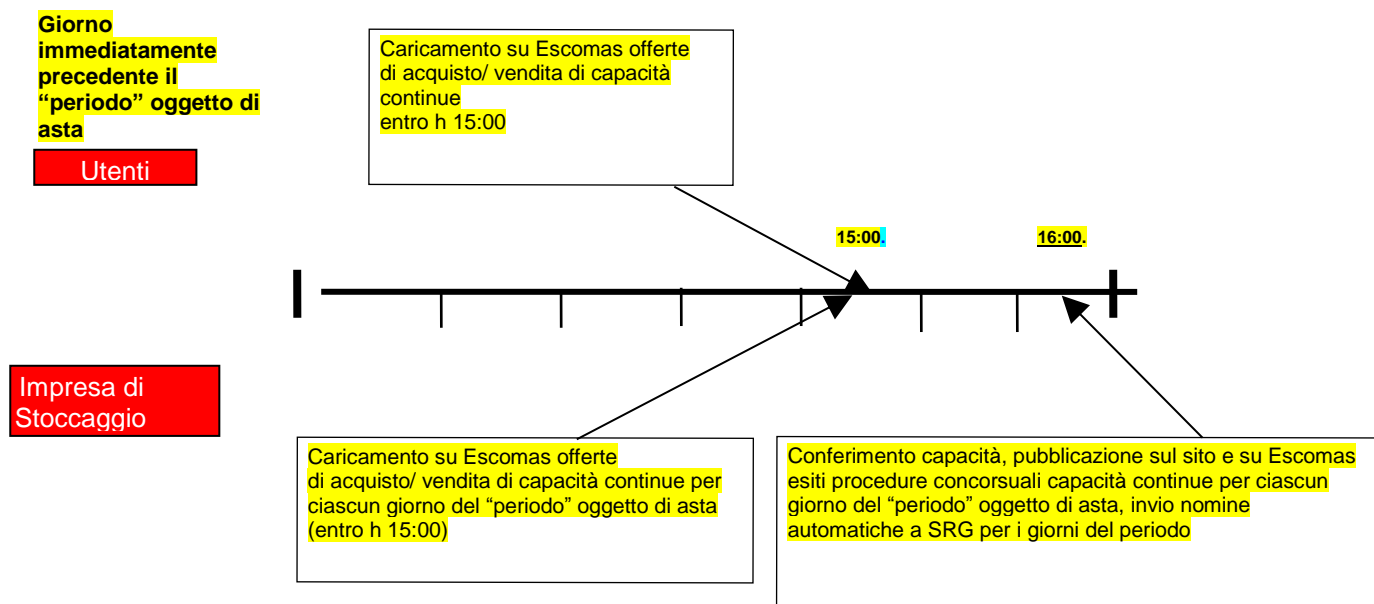 Giorno
immediatamente
precedente il
“periodo” oggetto di
asta
Utenti
Caricamento su Escomas offerte
di acquisto/ vendita di capacità
continue
entro h 15:00
15:00.
16:00.
Impresa di
Stoccaggio
Caricamento su Escomas offerte
di acquisto/ vendita di capacità continue per
ciascun giorno del “periodo” oggetto di asta
(entro h 15:00)
Conferimento capacità, pubblicazione sul sito e su Escomas
esiti procedure concorsuali capacità continue per ciascun
giorno del “periodo” oggetto di asta, invio nomine
automatiche a SRG per i giorni del periodo